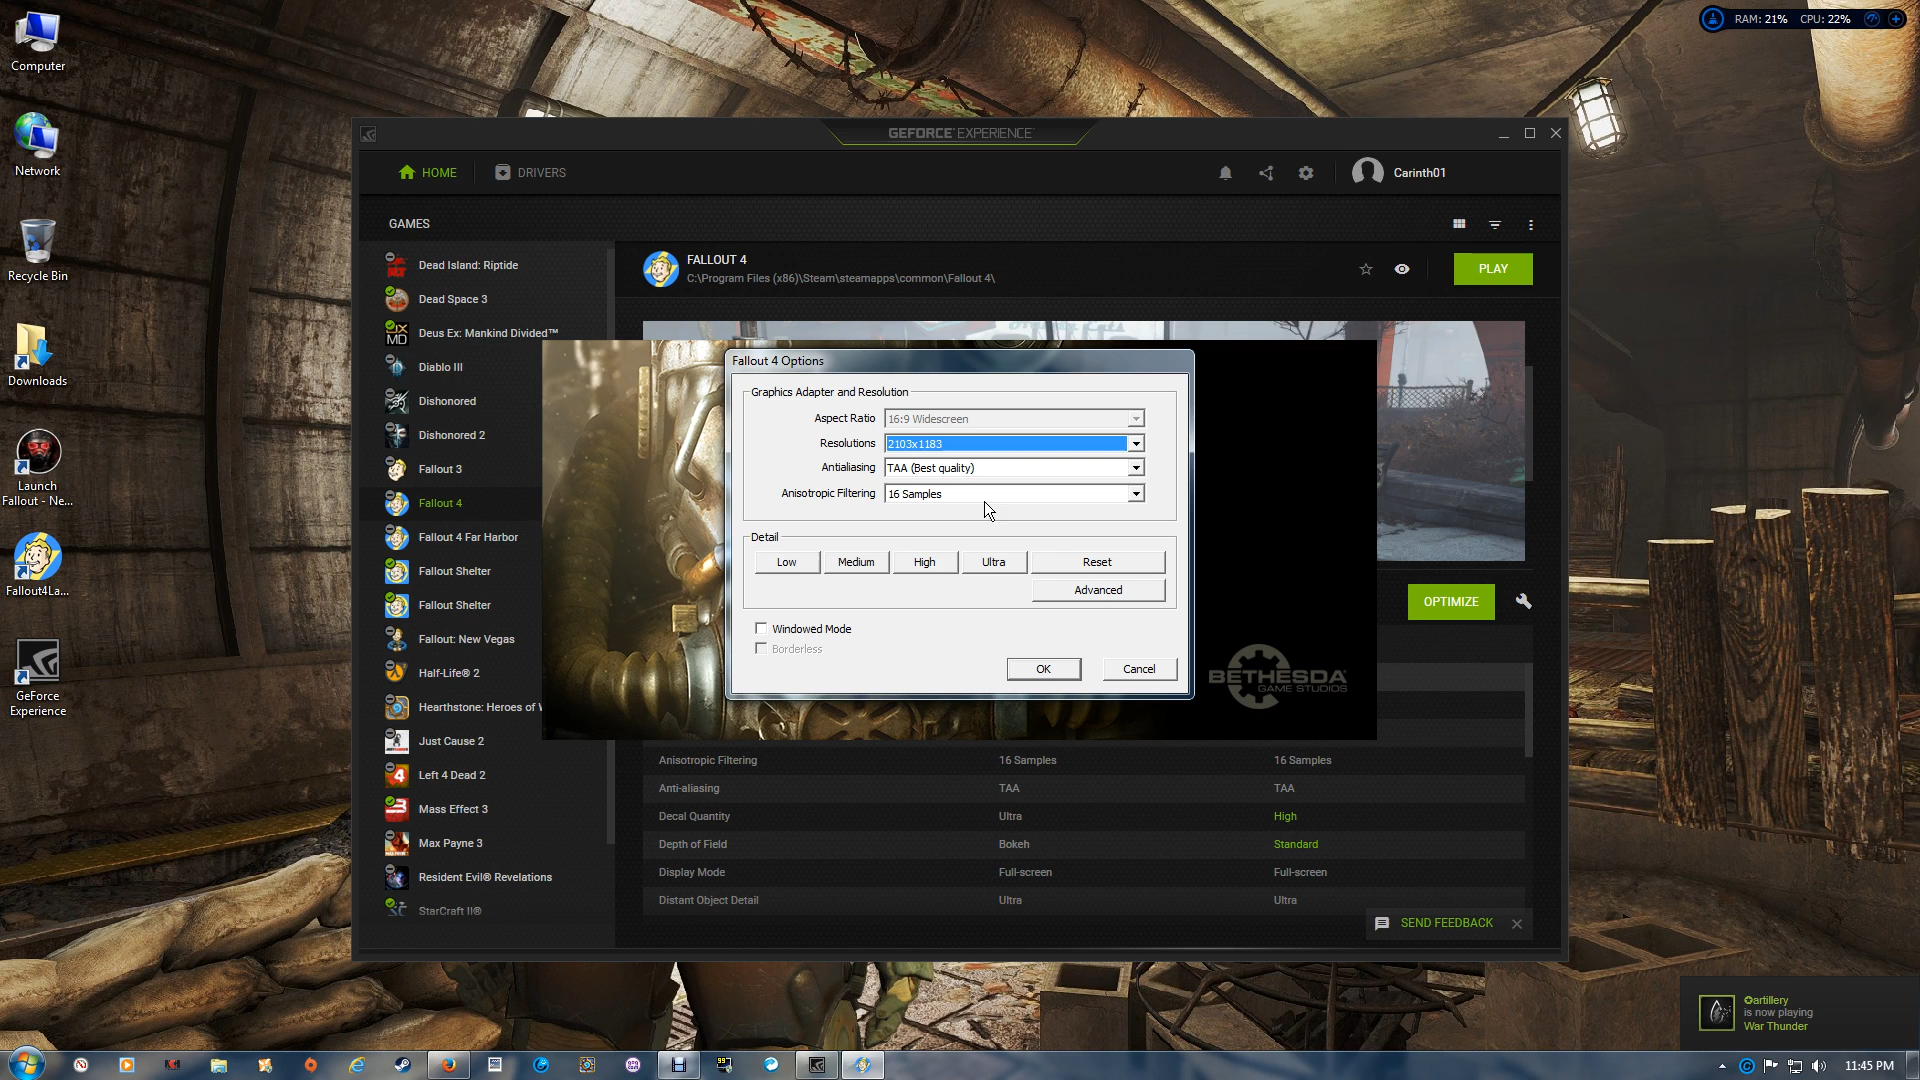 Computer
Network
Recycle Bin
Downloads
Launch
Fallout - Ne...
Fallout4La...
GeForce
Experience
RAM: 21% CPU: 22%
GEFORCE EXPERIENCE
HOME
DRIVERS
Carinth01
GAMES
Dead Island: Riptide
Dead Space 3
Deus Ex: Mankind Divided™
Diablo III
Dishonored
Dishonored 2
Fallout 3
Fallout 4
Fallout 4 Far Harbor
Fallout Shelter
Fallout Shelter
Fallout: New Vegas
Half-Life® 2
Hearthstone: Heroes of
Just Cause 2
Left 4 Dead 2
Mass Effect 3
Max Payne 3
Resident Evil® Revelations
StarCraft II®
FALLOUT 4
C:\Program Files (x86)\Steam\steamapps\common\Fallout 4\
PLAY
Fallout 4 Options
Graphics Adapter and Resolution
Aspect Ratio 16:9 Widescreen
Resolutions 2103x1183
Antialiasing TAA (Best quality)
Anisotropic Filtering 16 Samples
Detail
Low Medium High Ultra Reset
Advanced
Windowed Mode
Borderless
OK Cancel
BETHESDA
GAME STUDIOS
OPTIMIZE
Anisotropic Filtering 16 Samples 16 Samples
Anti-aliasing TAA TAA
Decal Quantity Ultra High
Depth of Field Bokeh Standard
Display Mode Full-screen Full-screen
Distant Object Detail Ultra Ultra
SEND FEEDBACK
✪artillery
is now playing
War Thunder
11:45 PM